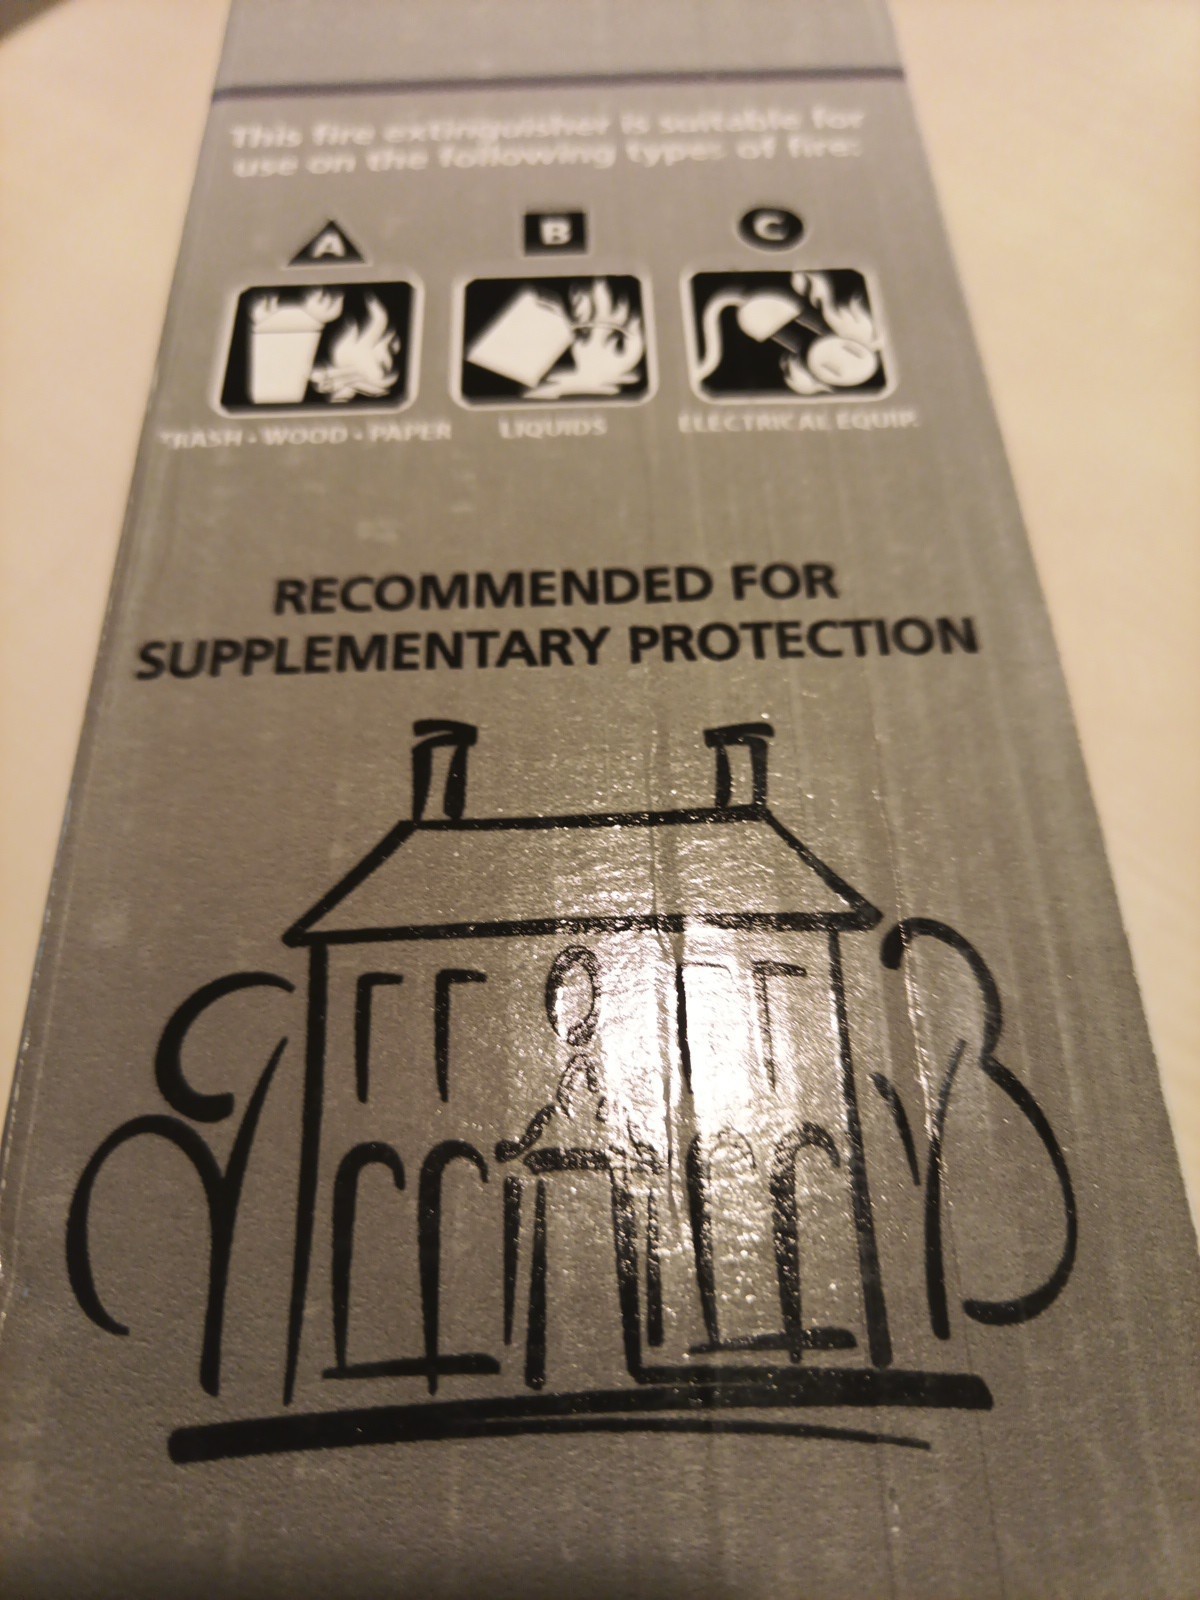 This fire extinguisher is suitable for
use on the following types of fire:
A B C
TRASH • WOOD • PAPER LIQUIDS ELECTRICAL EQUIP.
RECOMMENDED FOR
SUPPLEMENTARY PROTECTION